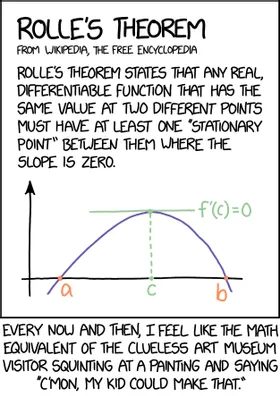 ROLLE'S THEOREM
FROM WIKIPEDIA, THE FREE ENCYCLOPEDIA
ROLLE'S THEOREM STATES THAT ANY REAL,
DIFFERENTIABLE FUNCTION THAT HAS THE
SAME VALUE AT TWO DIFFERENT POINTS
MUST HAVE AT LEAST ONE "STATIONARY
POINT" BETWEEN THEM WHERE THE
SLOPE IS ZERO.
f'(c)=0
a
c
b
EVERY NOW AND THEN, I FEEL LIKE THE MATH
EQUIVALENT OF THE CLUELESS ART MUSEUM
VISITOR SQUINTING AT A PAINTING AND SAYING
"C'MON, MY KID COULD MAKE THAT."